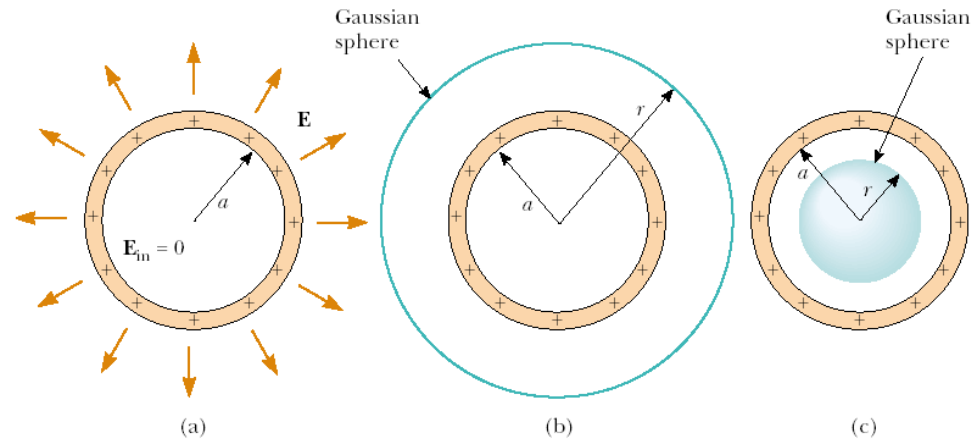 Gaussian
sphere
Gaussian
sphere
E
a
E_in = 0
a
r
a
r
+ + + + + + + + + + + +
+ + + + + + + + + + + +
+ + + + + + + + + + + +
(a)
(b)
(c)